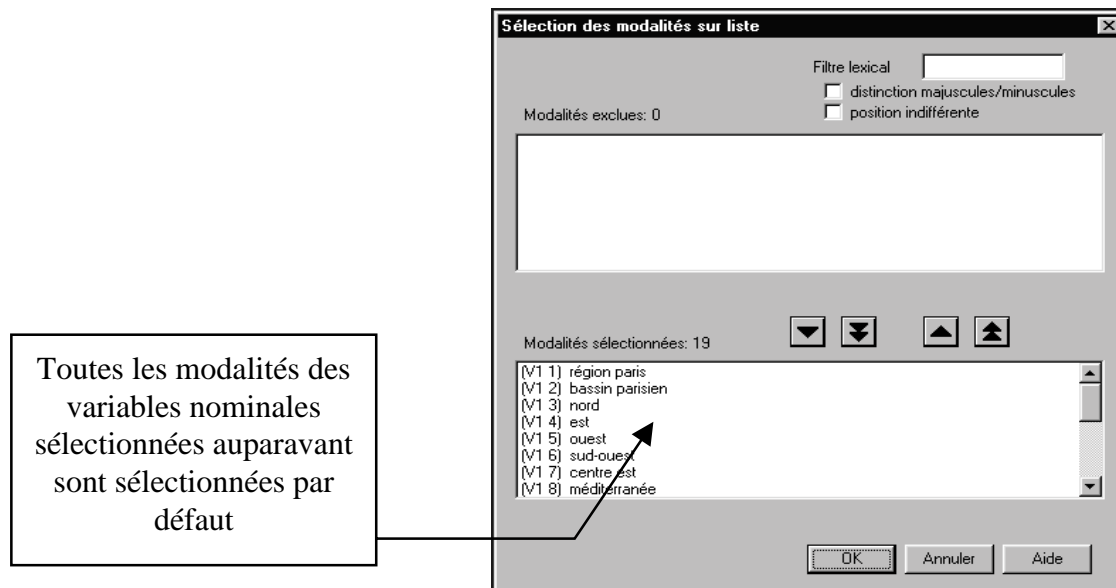 Sélection des modalités sur liste
Filtre lexical
distinction majuscules/minuscules
position indifférente
Modalités exclues: 0
Modalités sélectionnées: 19
(V1 1) région paris
(V1 2) bassin parisien
(V1 3) nord
(V1 4) est
(V1 5) ouest
(V1 6) sud-ouest
(V1 7) centre est
(V1 8) méditerranée
OK Annuler Aide
Toutes les modalités des
variables nominales
sélectionnées auparavant
sont sélectionnées par
défaut